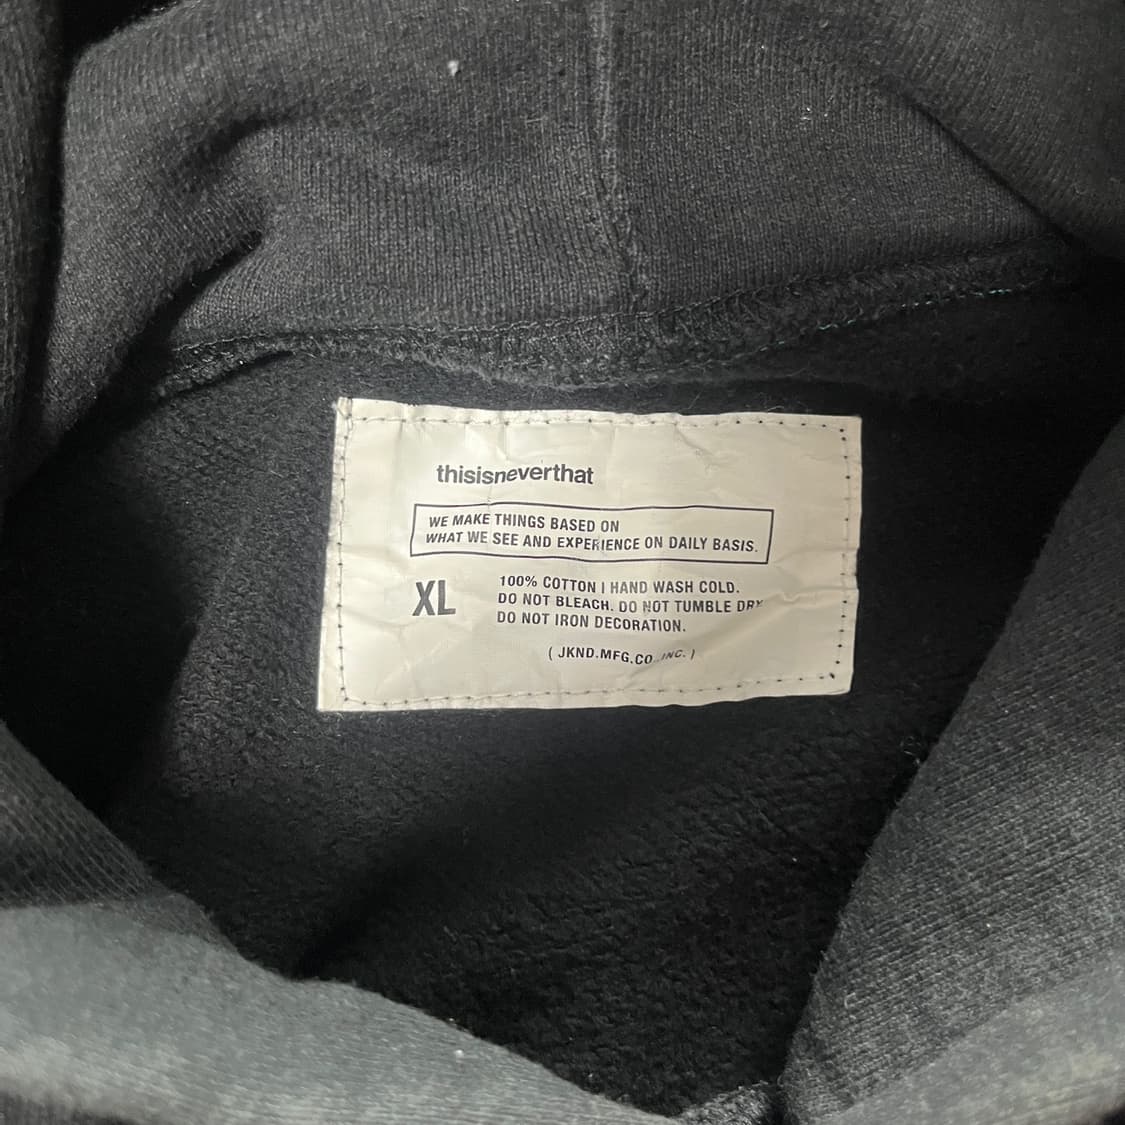 thisisneverthat
WE MAKE THINGS BASED ON
WHAT WE SEE AND EXPERIENCE ON DAILY BASIS.
XL
100% COTTON | HAND WASH COLD.
DO NOT BLEACH. DO NOT TUMBLE DRY
DO NOT IRON DECORATION.
( JKND.MFG.CO.,INC. )